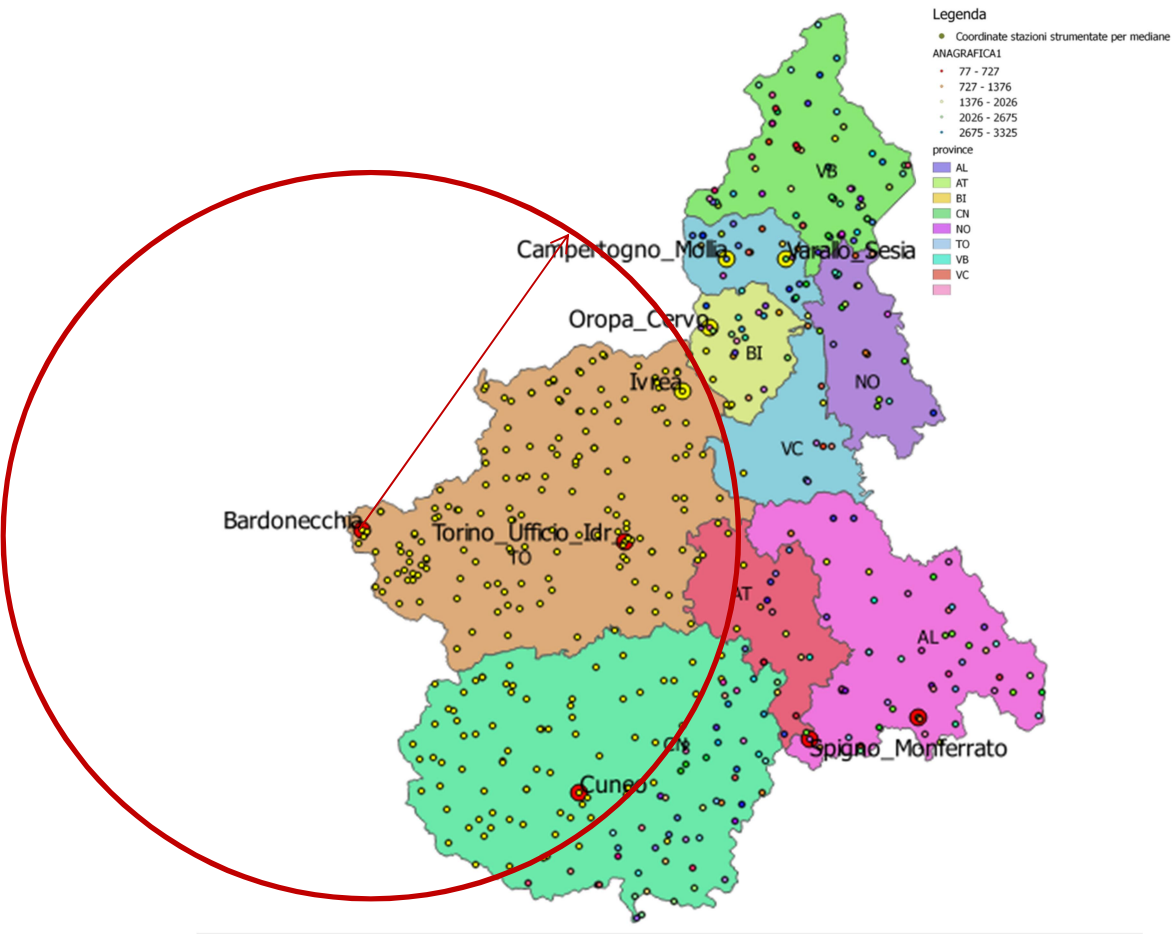 Legenda
Coordinate stazioni strumentate per mediane
ANAGRAFICA1
77 - 727
727 - 1376
1376 - 2026
2026 - 2675
2675 - 3325
province
AL
AT
BI
CN
NO
TO
VB
VC
VB
Campertogno_Mollia
Varallo_Sesia
Oropa_Cervo
BI
Ivrea
NO
VC
Bardonecchia
Torino_Ufficio_Idr
TO
AT
AL
CN
Spigno_Monferrato
Cuneo